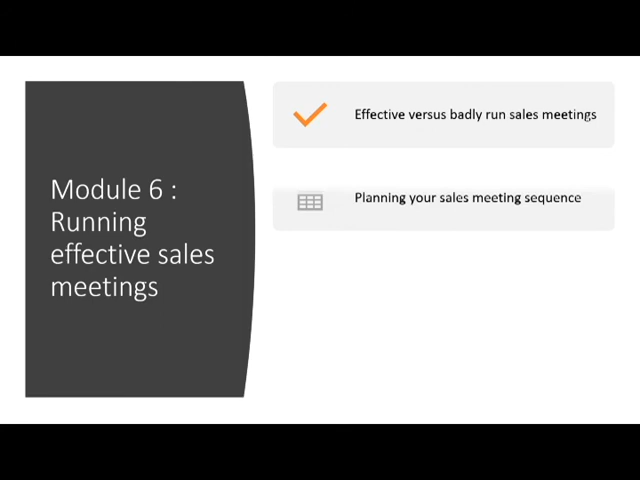 Module 6 :
Running
effective sales
meetings
Effective versus badly run sales meetings
Planning your sales meeting sequence